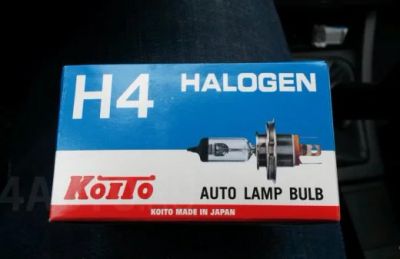 H4 HALOGEN
KOITO
AUTO LAMP BULB
KOITO MADE IN JAPAN